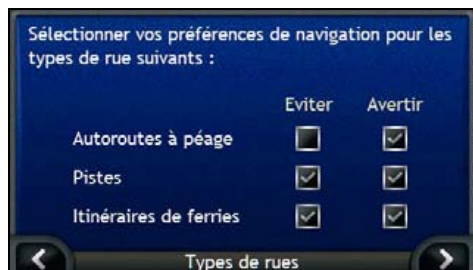 Sélectionner vos préférences de navigation pour les
types de rue suivants :
Eviter Avertir
Autoroutes à péage
Pistes
Itinéraires de ferries
Types de rues